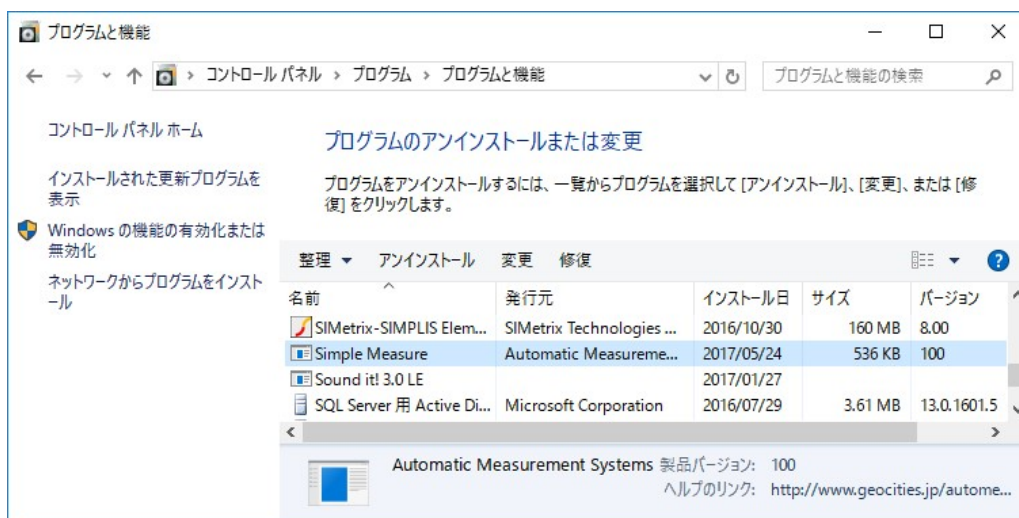 プログラムと機能
コントロール パネル › プログラム › プログラムと機能
プログラムと機能の検索
コントロール パネル ホーム
インストールされた更新プログラムを
表示
Windows の機能の有効化または
無効化
ネットワークからプログラムをインスト
ール
プログラムのアンインストールまたは変更
プログラムをアンインストールするには、一覧からプログラムを選択して [アンインストール]、[変更]、または [修
復] をクリックします。
整理 アンインストール 変更 修復
名前 発行元 インストール日 サイズ バージョン
SIMetrix-SIMPLIS Elem... SIMetrix Technologies ... 2016/10/30 160 MB 8.00
Simple Measure Automatic Measureme... 2017/05/24 536 KB 100
Sound it! 3.0 LE 2017/01/27
SQL Server 用 Active Di... Microsoft Corporation 2016/07/29 3.61 MB 13.0.1601.5
Automatic Measurement Systems 製品バージョン: 100
ヘルプのリンク: http://www.geocities.jp/autome...